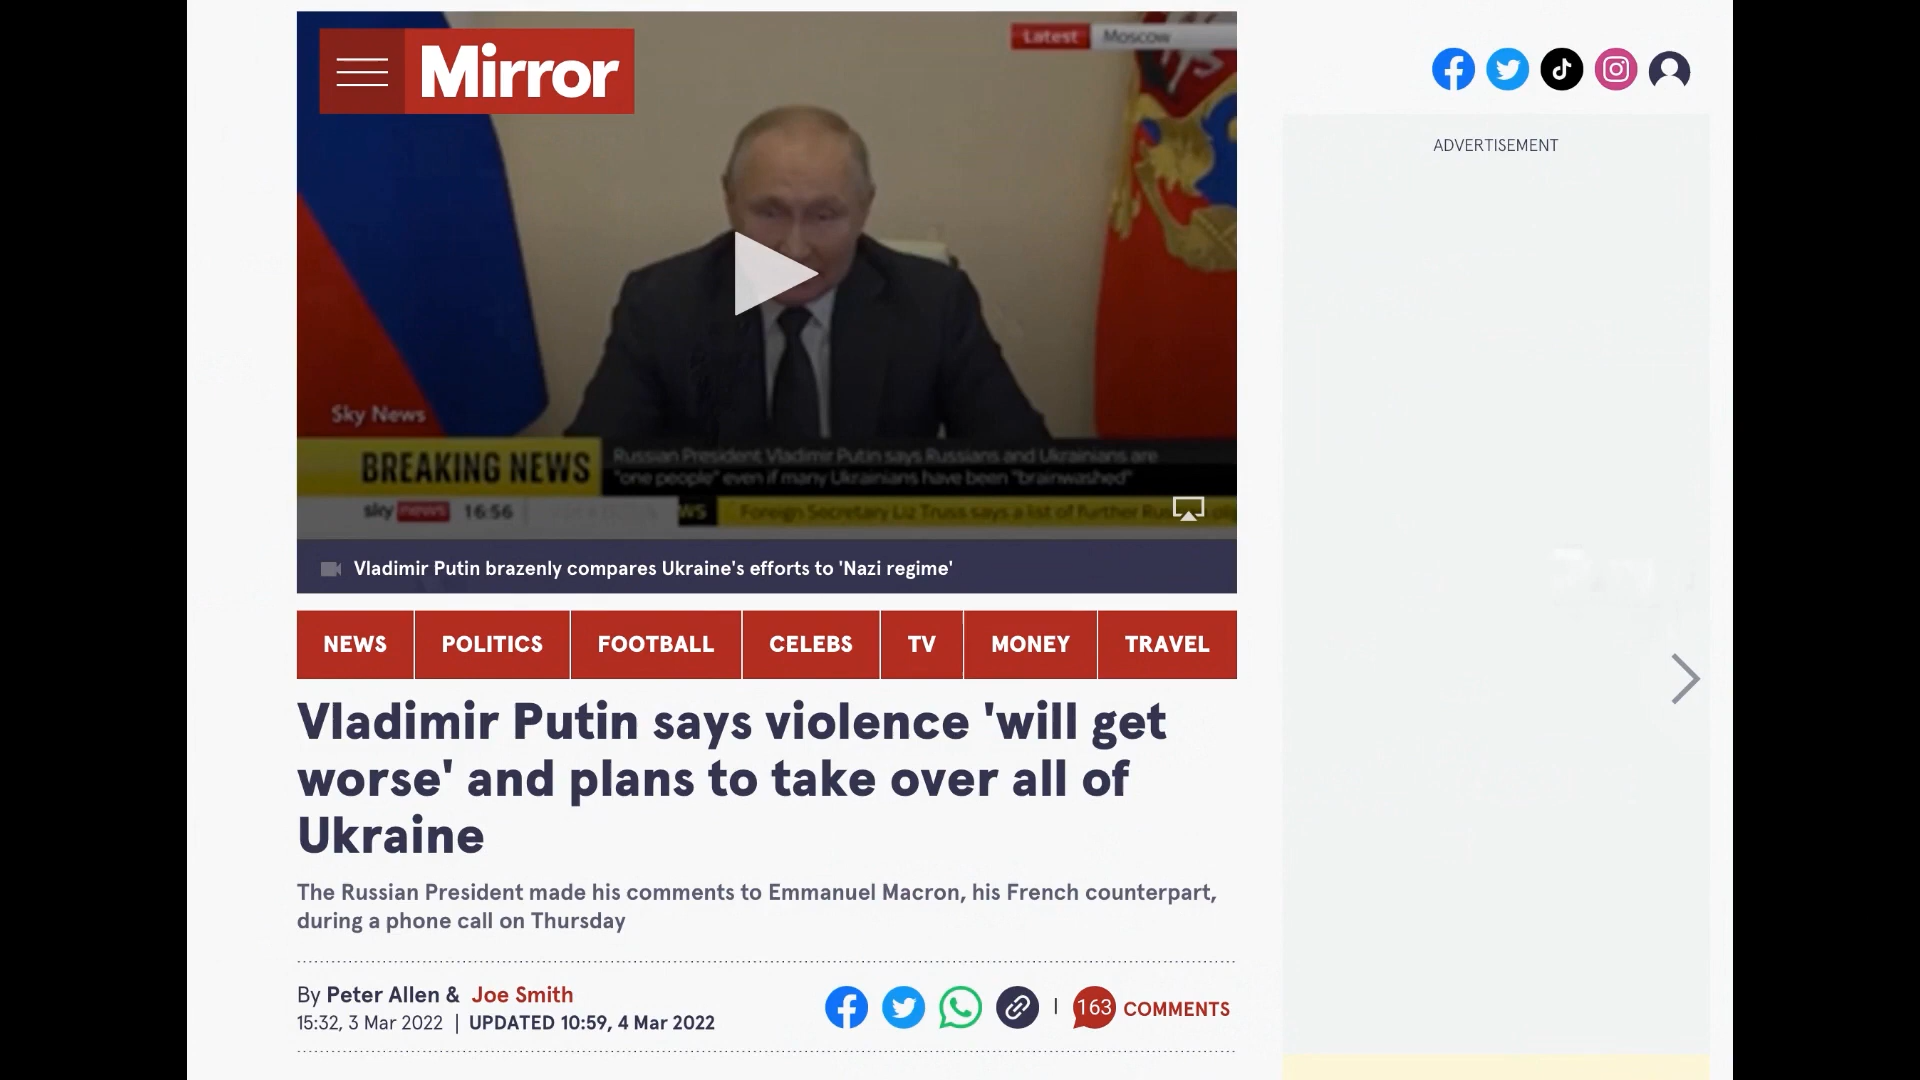 Mirror
Latest
Moscow
Sky News
BREAKING NEWS
Russian President Vladimir Putin says Russians and Ukrainians are
"one people" even if many Ukrainians have been "brainwashed"
sky news 16:56
Foreign Secretary Liz Truss says a list of further
Vladimir Putin brazenly compares Ukraine's efforts to 'Nazi regime'
ADVERTISEMENT
NEWS POLITICS FOOTBALL CELEBS TV MONEY TRAVEL
Vladimir Putin says violence 'will get
worse' and plans to take over all of
Ukraine
The Russian President made his comments to Emmanuel Macron, his French counterpart,
during a phone call on Thursday
By Peter Allen & Joe Smith
15:32, 3 Mar 2022 | UPDATED 10:59, 4 Mar 2022
163 COMMENTS